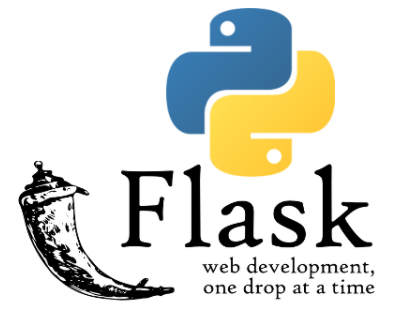 Flask
web development,
one drop at a time